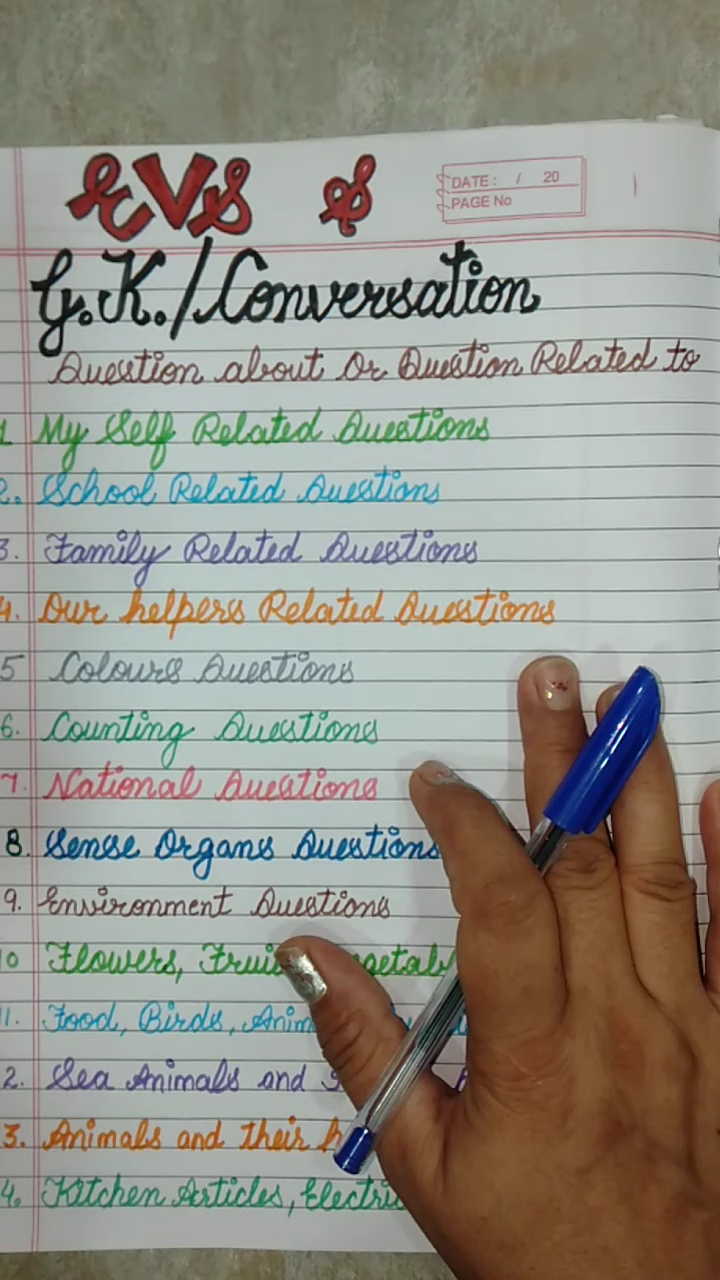 EVS &
DATE: / 20
PAGE No
G.K./Conversation
Question about Or Question Related to
1 My Self Related Questions
2. School Related Questions
3. Family Related Questions
4. Our helpers Related Questions
5 Colours Questions
6. Counting Questions
7. National Questions
8. Sense Organs Questions
9. Environment Questions
10 Flowers,
11. Food, Birds,
2. Sea Animals and
3. Animals and their
4. Kitchen Articles,